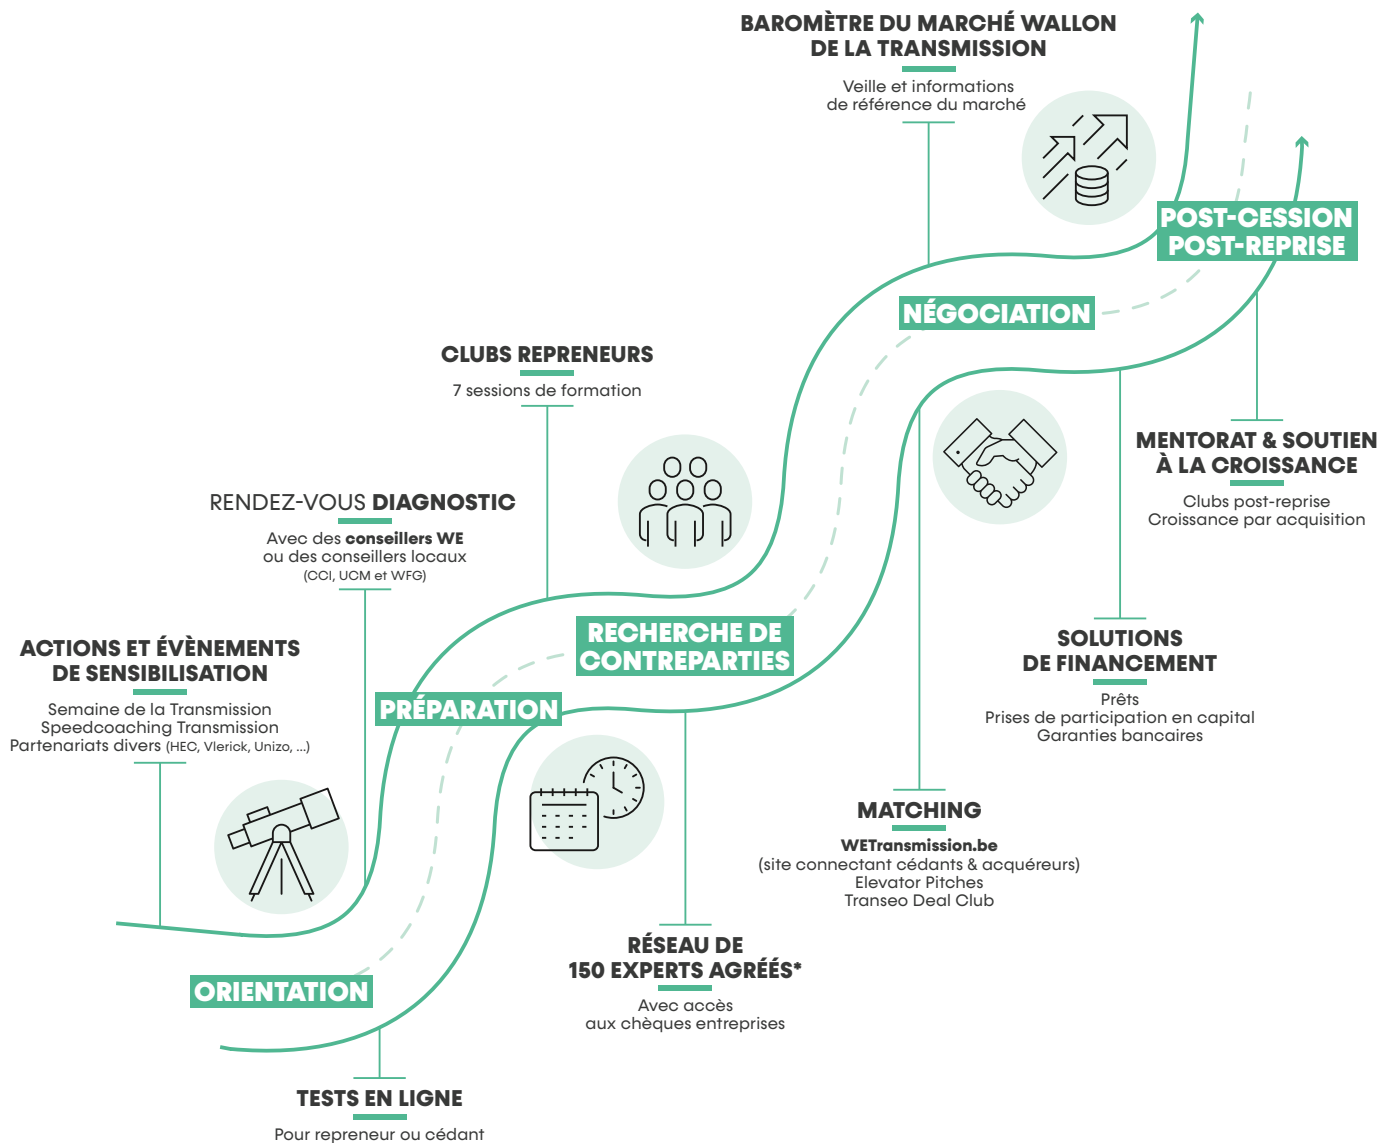 BAROMÈTRE DU MARCHÉ WALLON
DE LA TRANSMISSION
Veille et informations
de référence du marché
POST-CESSION
POST-REPRISE
NÉGOCIATION
CLUBS REPRENEURS
7 sessions de formation
MENTORAT & SOUTIEN
À LA CROISSANCE
Clubs post-reprise
Croissance par acquisition
RENDEZ-VOUS DIAGNOSTIC
Avec des conseillers WE
ou des conseillers locaux
(CCI, UCM et WFG)
RECHERCHE DE
CONTREPARTIES
SOLUTIONS
DE FINANCEMENT
Prêts
Prises de participation en capital
Garanties bancaires
ACTIONS ET ÉVÈNEMENTS
DE SENSIBILISATION
Semaine de la Transmission
Speedcoaching Transmission
Partenariats divers (HEC, Vlerick, Unizo, ...)
PRÉPARATION
MATCHING
WETransmission.be
(site connectant cédants & acquéreurs)
Elevator Pitches
Transeo Deal Club
RÉSEAU DE
150 EXPERTS AGRÉÉS*
Avec accès
aux chèques entreprises
ORIENTATION
TESTS EN LIGNE
Pour repreneur ou cédant